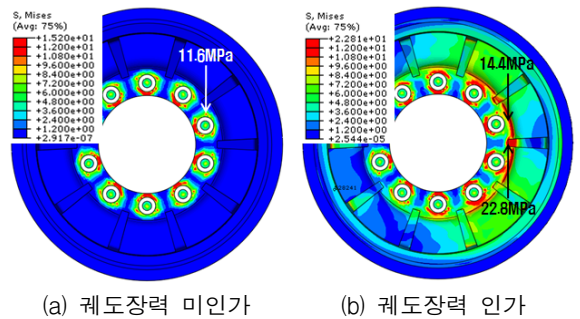 S, Mises
(Avg: 75%)
+1.520e+01
+1.200e+01
+1.080e+01
+9.600e+00
+8.400e+00
+7.200e+00
+6.000e+00
+4.800e+00
+3.600e+00
+2.400e+00
+1.200e+00
+2.917e-07
11.6MPa
S, Mises
(Avg: 75%)
+2.281e+01
+1.200e+01
+1.080e+01
+9.600e+00
+8.400e+00
+7.200e+00
+6.000e+00
+4.800e+00
+3.600e+00
+2.400e+00
+1.200e+00
+2.544e-05
14.4MPa
22.8MPa
(a) 궤도장력 미인가
(b) 궤도장력 인가